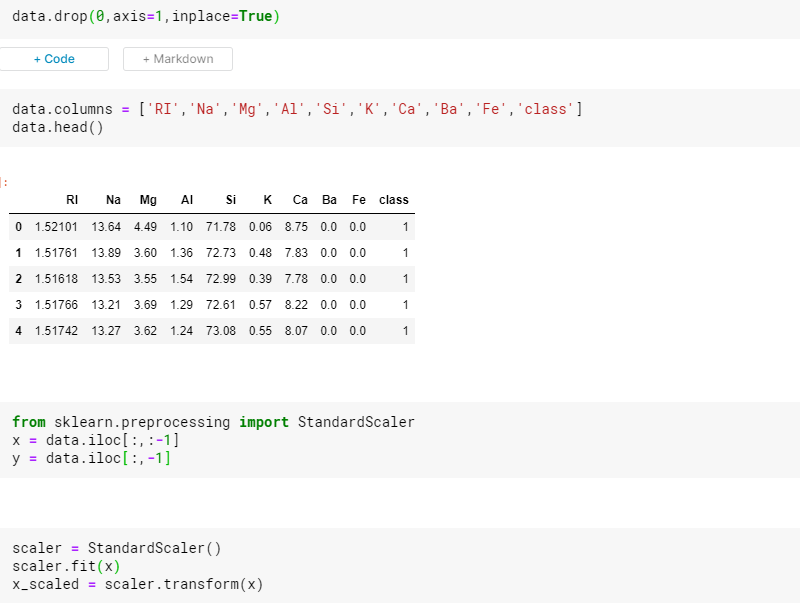 data.drop(0,axis=1,inplace=True)
+ Code + Markdown
data.columns = ['RI','Na','Mg','Al','Si','K','Ca','Ba','Fe','class']
data.head()
]:
RI Na Mg Al Si K Ca Ba Fe class
0 1.52101 13.64 4.49 1.10 71.78 0.06 8.75 0.0 0.0 1
1 1.51761 13.89 3.60 1.36 72.73 0.48 7.83 0.0 0.0 1
2 1.51618 13.53 3.55 1.54 72.99 0.39 7.78 0.0 0.0 1
3 1.51766 13.21 3.69 1.29 72.61 0.57 8.22 0.0 0.0 1
4 1.51742 13.27 3.62 1.24 73.08 0.55 8.07 0.0 0.0 1
from sklearn.preprocessing import StandardScaler
x = data.iloc[:,:-1]
y = data.iloc[:,-1]
scaler = StandardScaler()
scaler.fit(x)
x_scaled = scaler.transform(x)